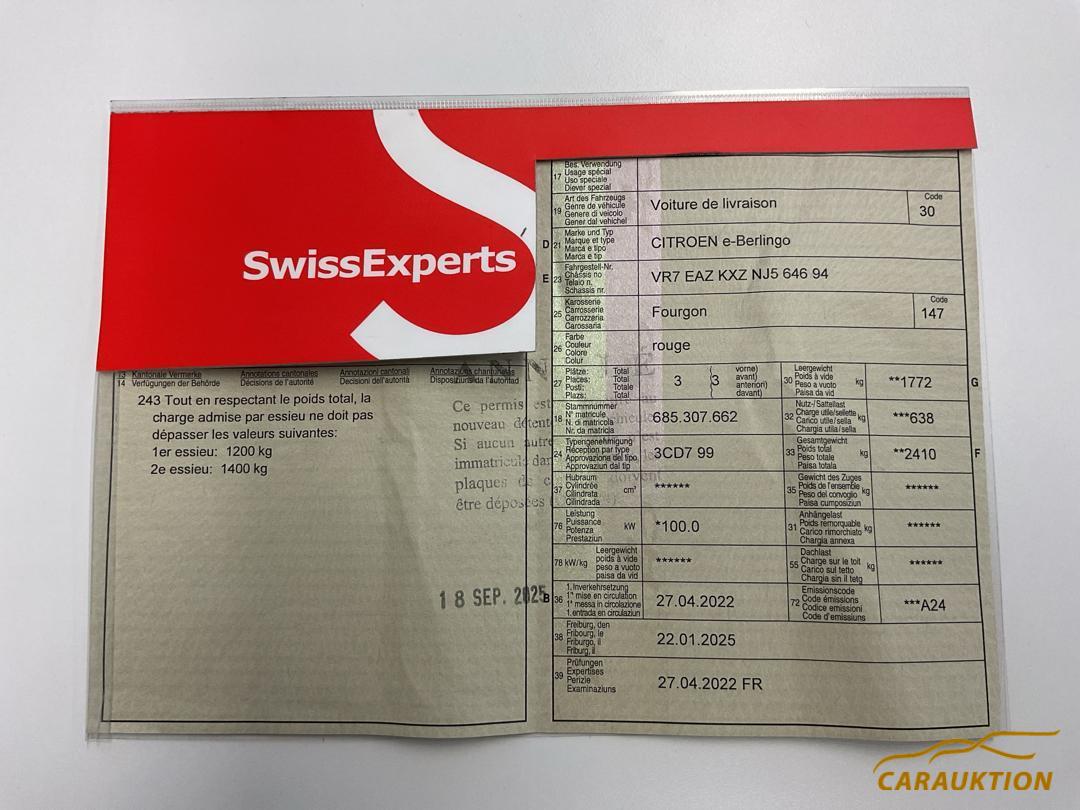 SwissExperts
13 Kantonale Vermerke Annotations cantonales Annotazioni cantonali Annotaziuns chantunalas
14 Verfügungen der Behörde Décisions de l'autorité Decisioni dell'autorità Disposiziuns da l'autoritad
243 Tout en respectant le poids total, la
charge admise par essieu ne doit pas
dépasser les valeurs suivantes:
1er essieu: 1200 kg
2e essieu: 1400 kg
Ce permis est
nouveau
Si aucun autre
immatriculé
plaques de
être déposées
18 SEP. 2025
17 Bes. Verwendung
Usage spécial
Uso speciale
Diever spezial
19 Art des Fahrzeugs
Genre de véhicule
Genere di veicolo
Gener dal vehichel
Voiture de livraison
Code
30
D 21 Marke und Typ
Marque et type
Marca e tipo
Marca e tip
CITROEN e-Berlingo
E 23 Fahrgestell-Nr.
Châssis no
Telaio n.
Schassis nr.
VR7 EAZ KXZ NJ5 646 94
25 Karosserie
Carrosserie
Carrozzeria
Carossaria
Fourgon
Code
147
26 Farbe
Couleur
Colore
Colur
rouge
27 Plätze: Total vorne)
Places: Total avant)
Posti: Totale anteriori)
Plazs: Total davant)
3 (3
30 Leergewicht
Poids à vide
Peso a vuoto
Paisa da vid
kg
**1772
G
18 Stammnummer
N° matricule
N. di matricola
Nr. da matricla
685.307.662
32 Nutz-/Sattellast
Charge utile/sellette
Carico utile/sella
Chargia utila/sella
kg
***638
24 Typengenehmigung
Réception par type
Approvazione del tipo
Approvaziun dal tip
3CD7 99
33 Gesamtgewicht
Poids total
Peso totale
Paisa totala
kg
**2410
F
37 Hubraum
Cylindrée
Cilindrata
Cilindrada
cm³
******
35 Gewicht des Zuges
Poids de l'ensemble
Peso del convoglio
Paisa cumposiziun
kg
******
76 Leistung
Puissance
Potenza
Prestaziun
kW
*100.0
31 Anhängelast
Poids remorquable
Carico rimorchiato
Chargia annexa
kg
******
78 kW/kg Leergewicht
poids à vide
peso a vuoto
paisa da vid
******
55 Dachlast
Charge sur le toit
Carico sul tetto
Chargia sin il tetg
kg
******
B 36 1. Inverkehrsetzung
1re mise en circulation
1a messa in circolazione
1. entrada en circulaziun
27.04.2022
72 Emissionscode
Code émissions
Codice emissioni
Code d'emissiuns
***A24
38 Freiburg, den
Fribourg, le
Friburgo, il
Friburg, il
22.01.2025
39 Prüfungen
Expertises
Perizie
Examinaziuns
27.04.2022 FR
CARAUKTION